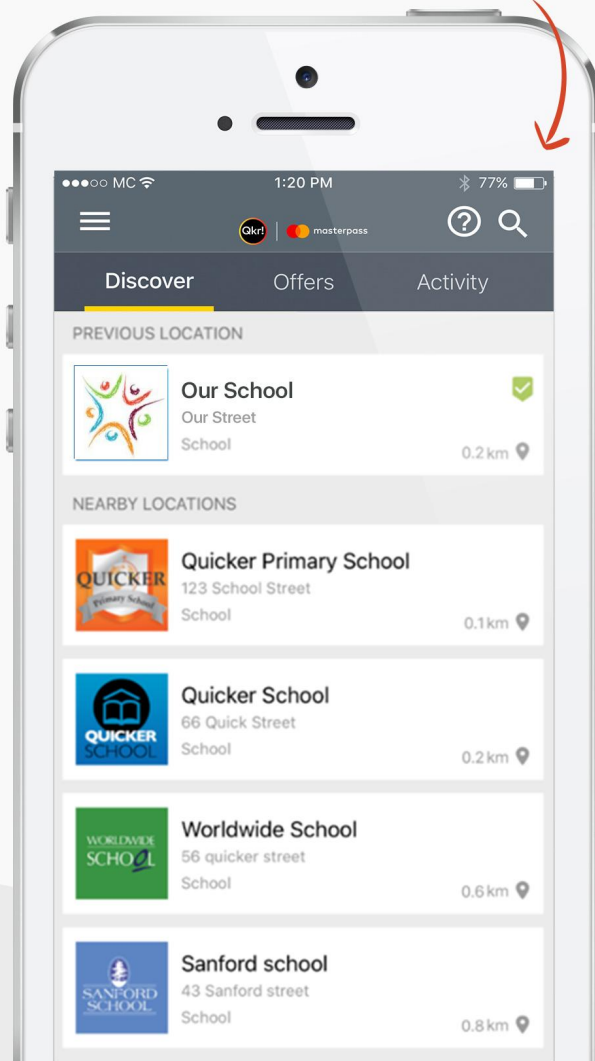 ●●●○○ MC 1:20 PM 77%
Qkr! | masterpass
Discover Offers Activity
PREVIOUS LOCATION
Our School
Our Street
School
0.2 km
NEARBY LOCATIONS
QUICKER
Primary School
Quicker Primary School
123 School Street
School
0.1 km
QUICKER
SCHOOL
Quicker School
66 Quick Street
School
0.2 km
WORLDWIDE
SCHOOL
Worldwide School
56 quicker street
School
0.6 km
SANFORD
SCHOOL
Sanford school
43 Sanford street
School
0.8 km